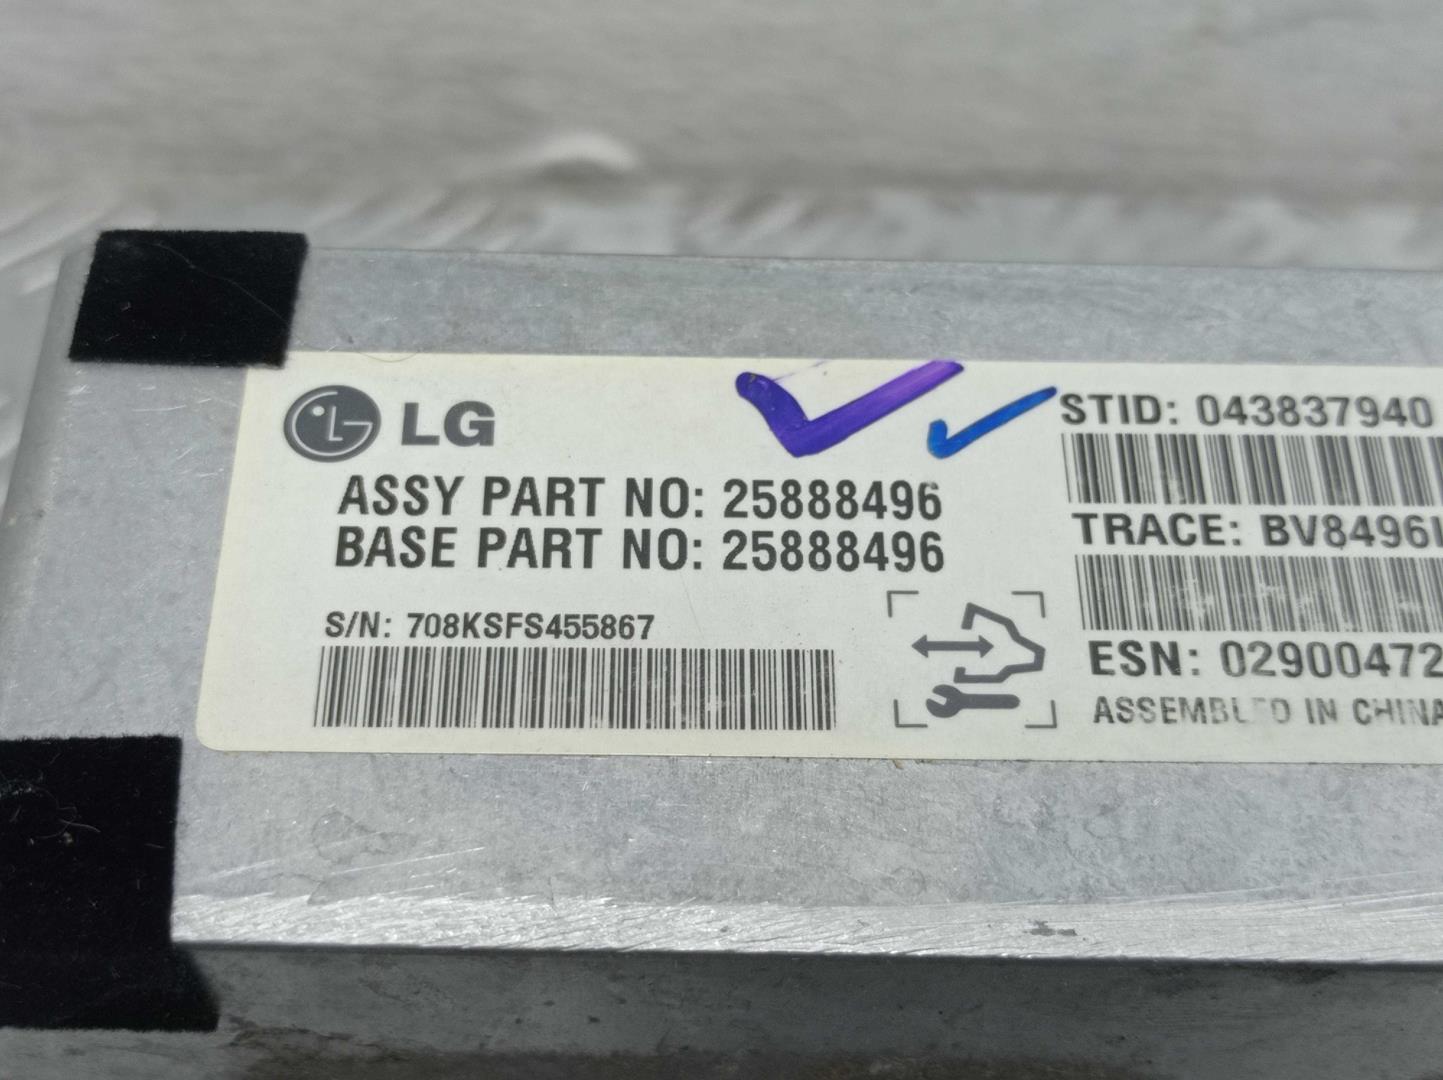 LG
ASSY PART NO: 25888496
BASE PART NO: 25888496
S/N: 708KSFS455867
STID: 043837940
TRACE: BV8496
ESN: 02900472
ASSEMBLED IN CHINA